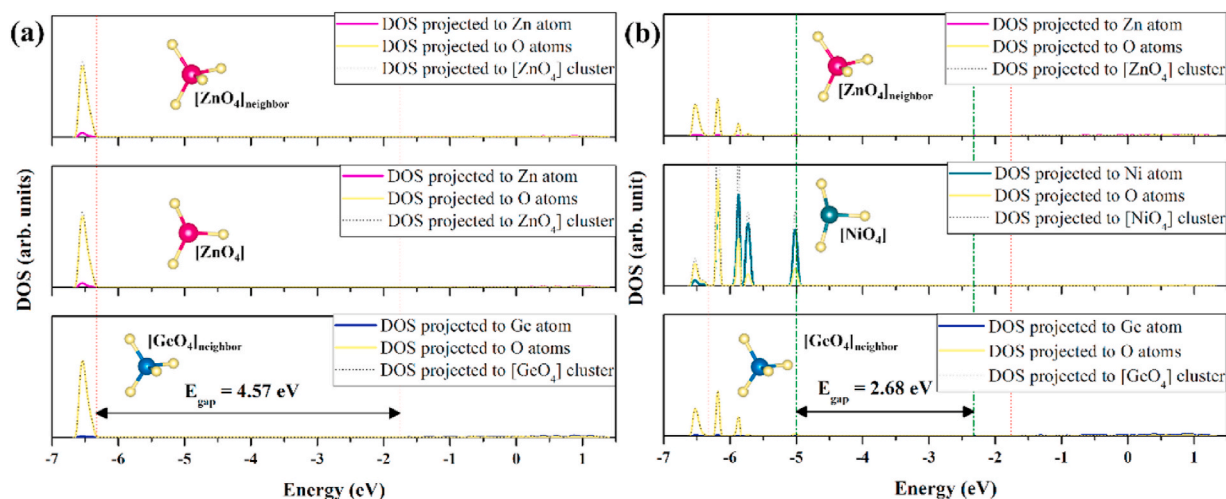 (a)
DOS projected to Zn atom
DOS projected to O atoms
DOS projected to [ZnO4] cluster
[ZnO4]neighbor
DOS projected to Zn atom
DOS projected to O atoms
DOS projected to ZnO4] cluster
[ZnO4]
DOS projected to Ge atom
DOS projected to O atoms
DOS projected to [GeO4] cluster
[GeO4]neighbor
Egap = 4.57 eV
DOS (arb. units)
-7 -6 -5 -4 -3 -2 -1 0 1
Energy (eV)
(b)
DOS projected to Zn atom
DOS projected to O atoms
DOS projected to [ZnO4] cluster
[ZnO4]neighbor
DOS projected to Ni atom
DOS projected to O atoms
DOS projected to [NiO4] cluster
[NiO4]
DOS projected to Ge atom
DOS projected to O atoms
DOS projected to [GeO4] cluster
[GeO4]neighbor
Egap = 2.68 eV
DOS (arb. unit)
-7 -6 -5 -4 -3 -2 -1 0 1
Energy (eV)